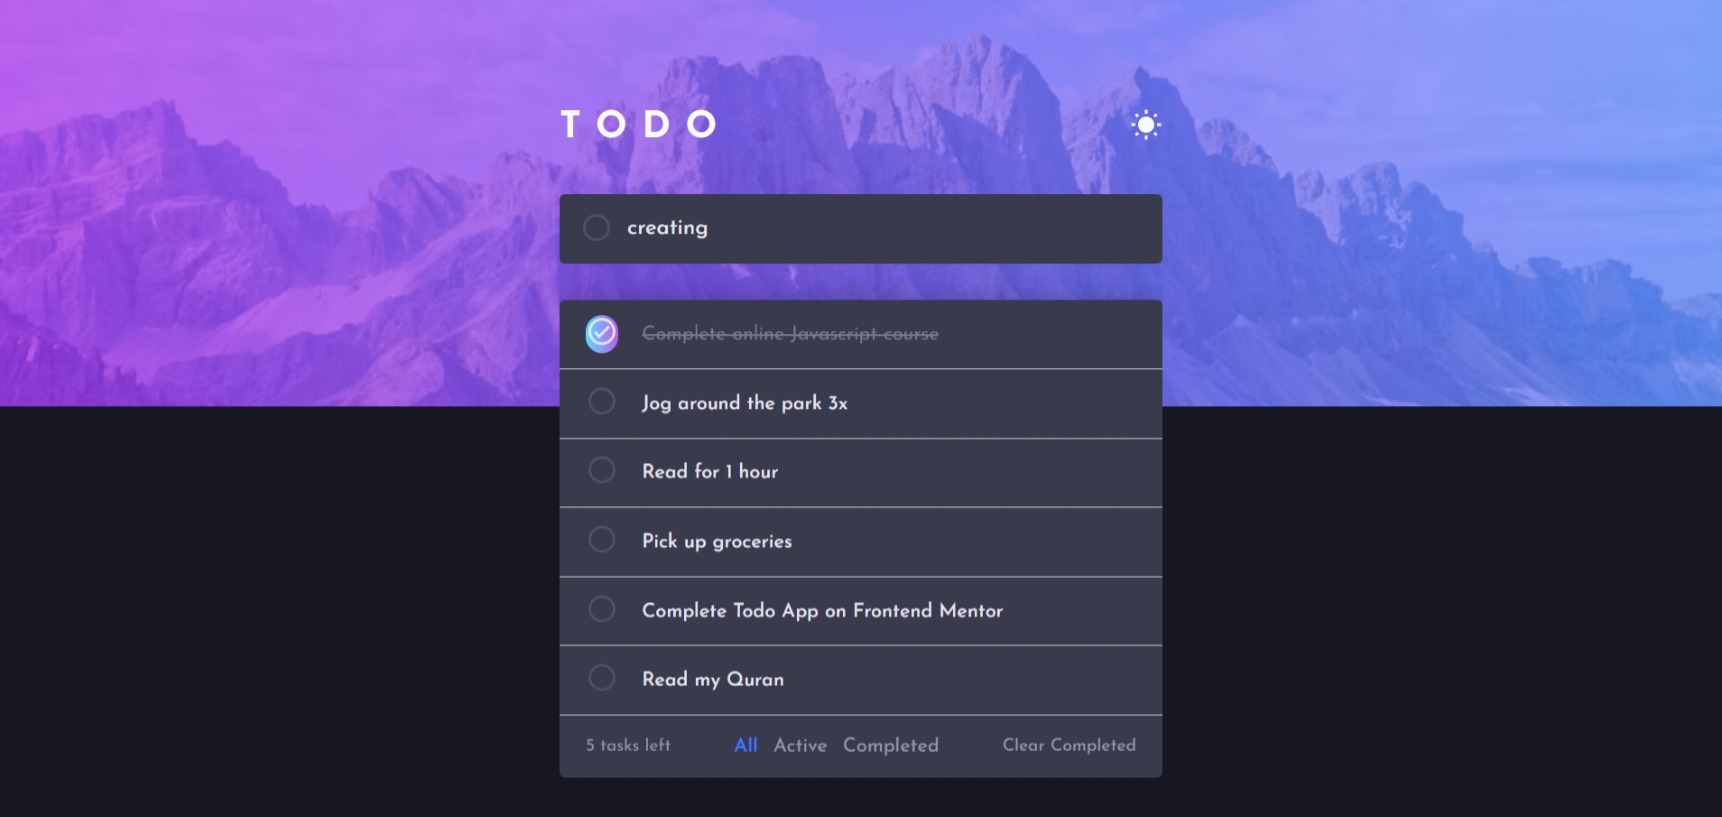 TODO
creating
Complete online Javascript course
Jog around the park 3x
Read for 1 hour
Pick up groceries
Complete Todo App on Frontend Mentor
Read my Quran
5 tasks left All Active Completed Clear Completed